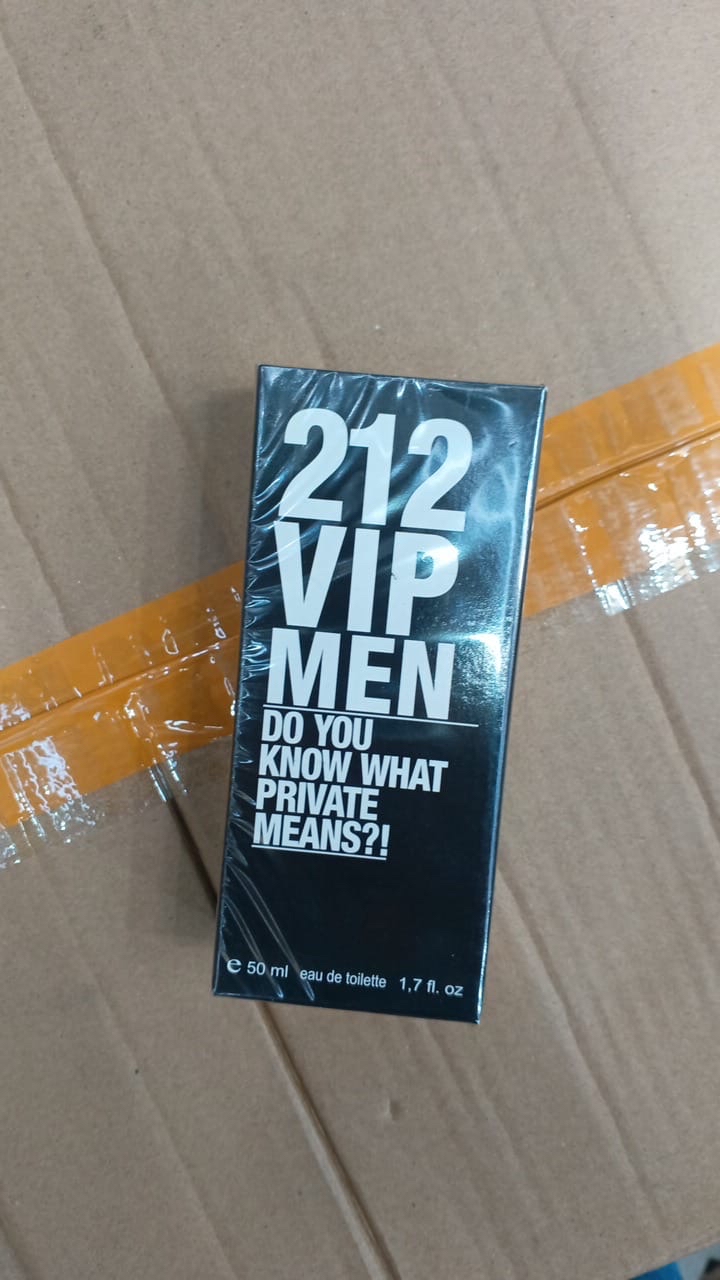 212
VIP
MEN
DO YOU
KNOW WHAT
PRIVATE
MEANS?!
℮ 50 ml eau de toilette 1,7 fl. oz